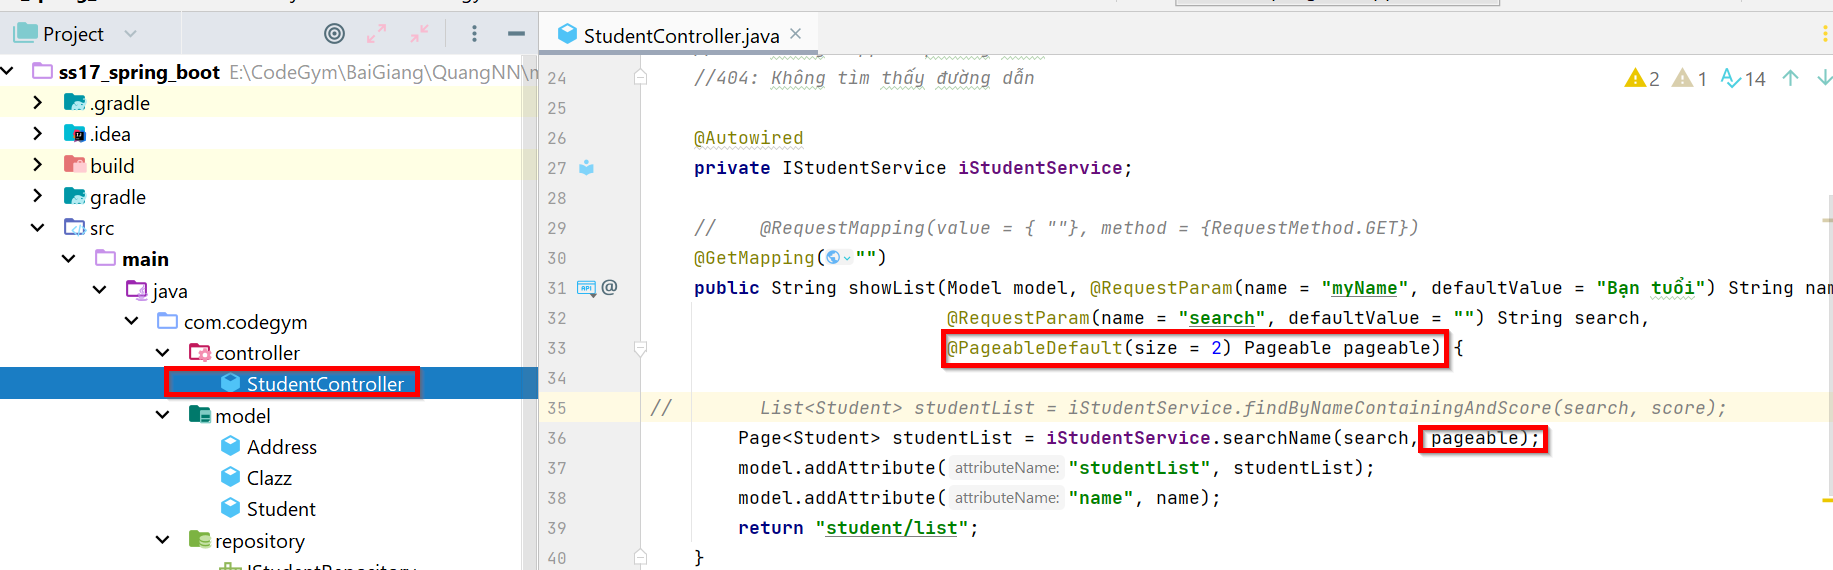 Project
StudentController.java
ss17_spring_boot E:\CodeGym\BaiGiang\QuangNN\m
.gradle
.idea
build
gradle
src
main
java
com.codegym
controller
StudentController
model
Address
Clazz
Student
repository
IStudentRepository
2 1 14
24 //404: Không tìm thấy đường dẫn
25
26 @Autowired
27 private IStudentService iStudentService;
28
29 // @RequestMapping(value = { ""}, method = {RequestMethod.GET})
30 @GetMapping("")
31 public String showList(Model model, @RequestParam(name = "myName", defaultValue = "Bạn tuổi") String nam
32 @RequestParam(name = "search", defaultValue = "") String search,
33 @PageableDefault(size = 2) Pageable pageable) {
34
35 // List<Student> studentList = iStudentService.findByNameContainingAndScore(search, score);
36 Page<Student> studentList = iStudentService.searchName(search, pageable);
37 model.addAttribute( attributeName: "studentList", studentList);
38 model.addAttribute( attributeName: "name", name);
39 return "student/list";
40 }